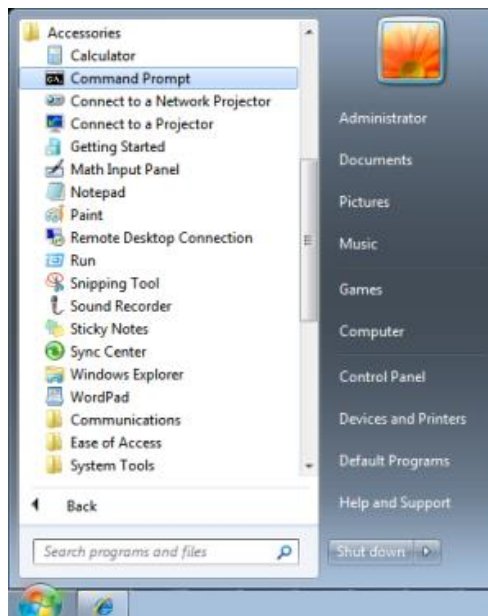 Accessories
Calculator
Command Prompt
Connect to a Network Projector
Connect to a Projector
Getting Started
Math Input Panel
Notepad
Paint
Remote Desktop Connection
Run
Snipping Tool
Sound Recorder
Sticky Notes
Sync Center
Windows Explorer
WordPad
Communications
Ease of Access
System Tools
Back
Search programs and files
Administrator
Documents
Pictures
Music
Games
Computer
Control Panel
Devices and Printers
Default Programs
Help and Support
Shut down